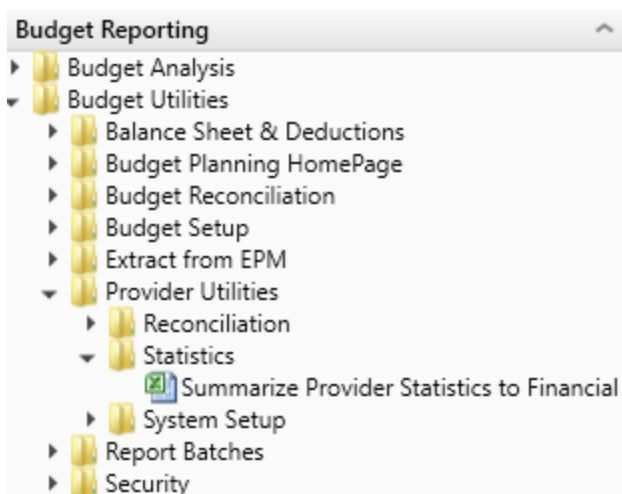 Budget Reporting
Budget Analysis
Budget Utilities
Balance Sheet & Deductions
Budget Planning HomePage
Budget Reconciliation
Budget Setup
Extract from EPM
Provider Utilities
Reconciliation
Statistics
Summarize Provider Statistics to Financial
System Setup
Report Batches
Security